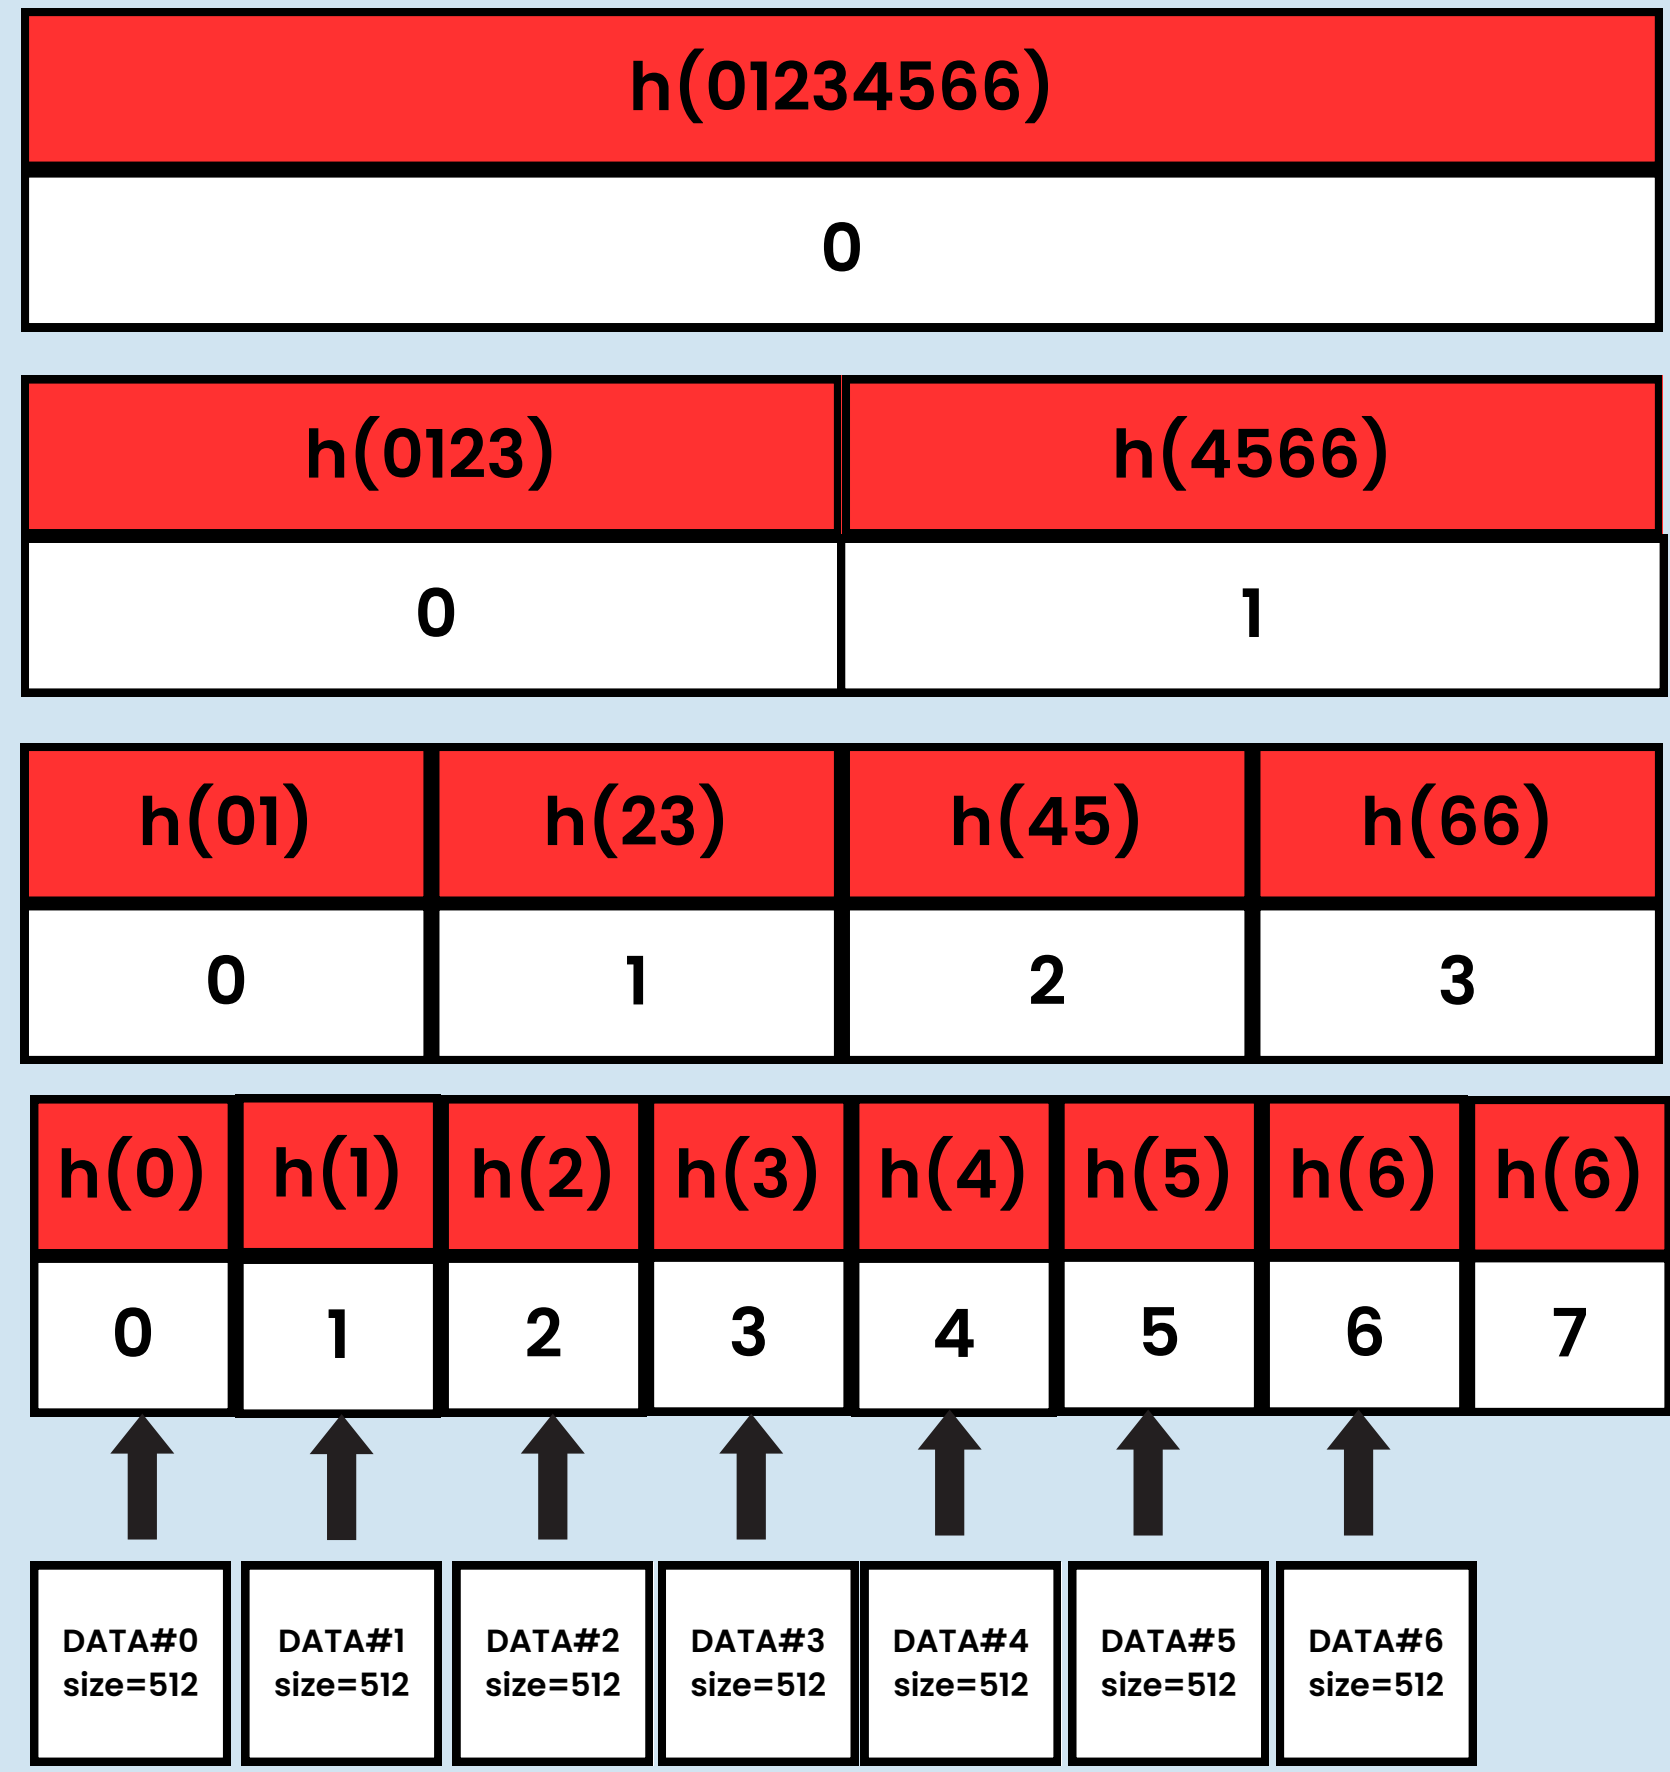 h(01234566)
0
h(0123) h(4566)
0 1
h(01) h(23) h(45) h(66)
0 1 2 3
h(0) h(1) h(2) h(3) h(4) h(5) h(6) h(6)
0 1 2 3 4 5 6 7
DATA#0 DATA#1 DATA#2 DATA#3 DATA#4 DATA#5 DATA#6
size=512 size=512 size=512 size=512 size=512 size=512 size=512